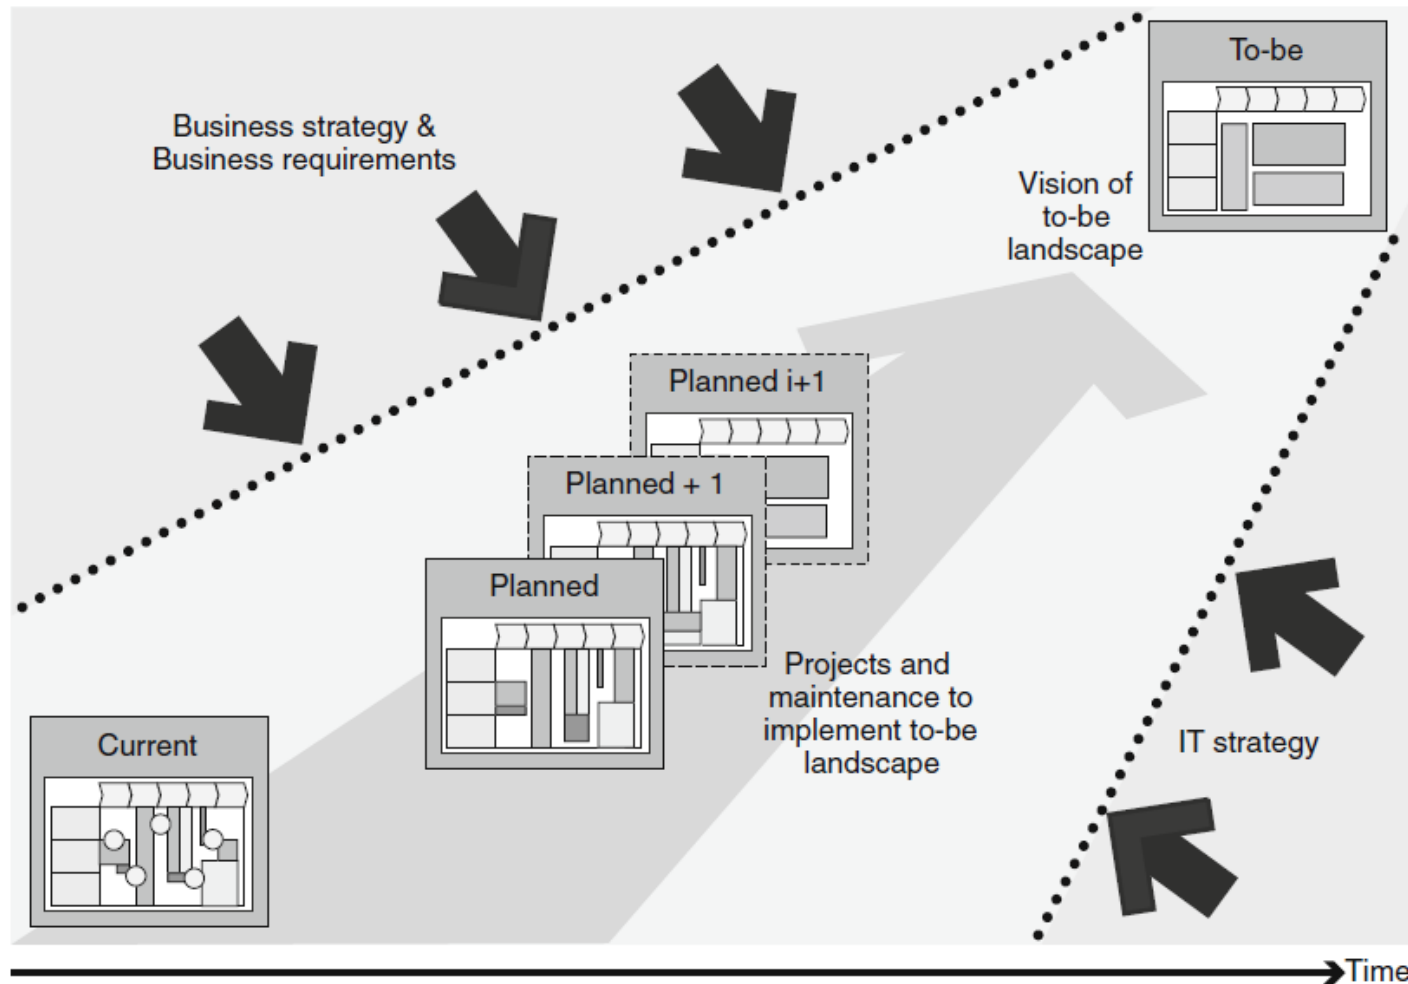 To-be
Business strategy &
Business requirements
Vision of
to-be
landscape
Planned i+1
Planned + 1
Planned
Projects and
maintenance to
implement to-be
landscape
Current
IT strategy
Time